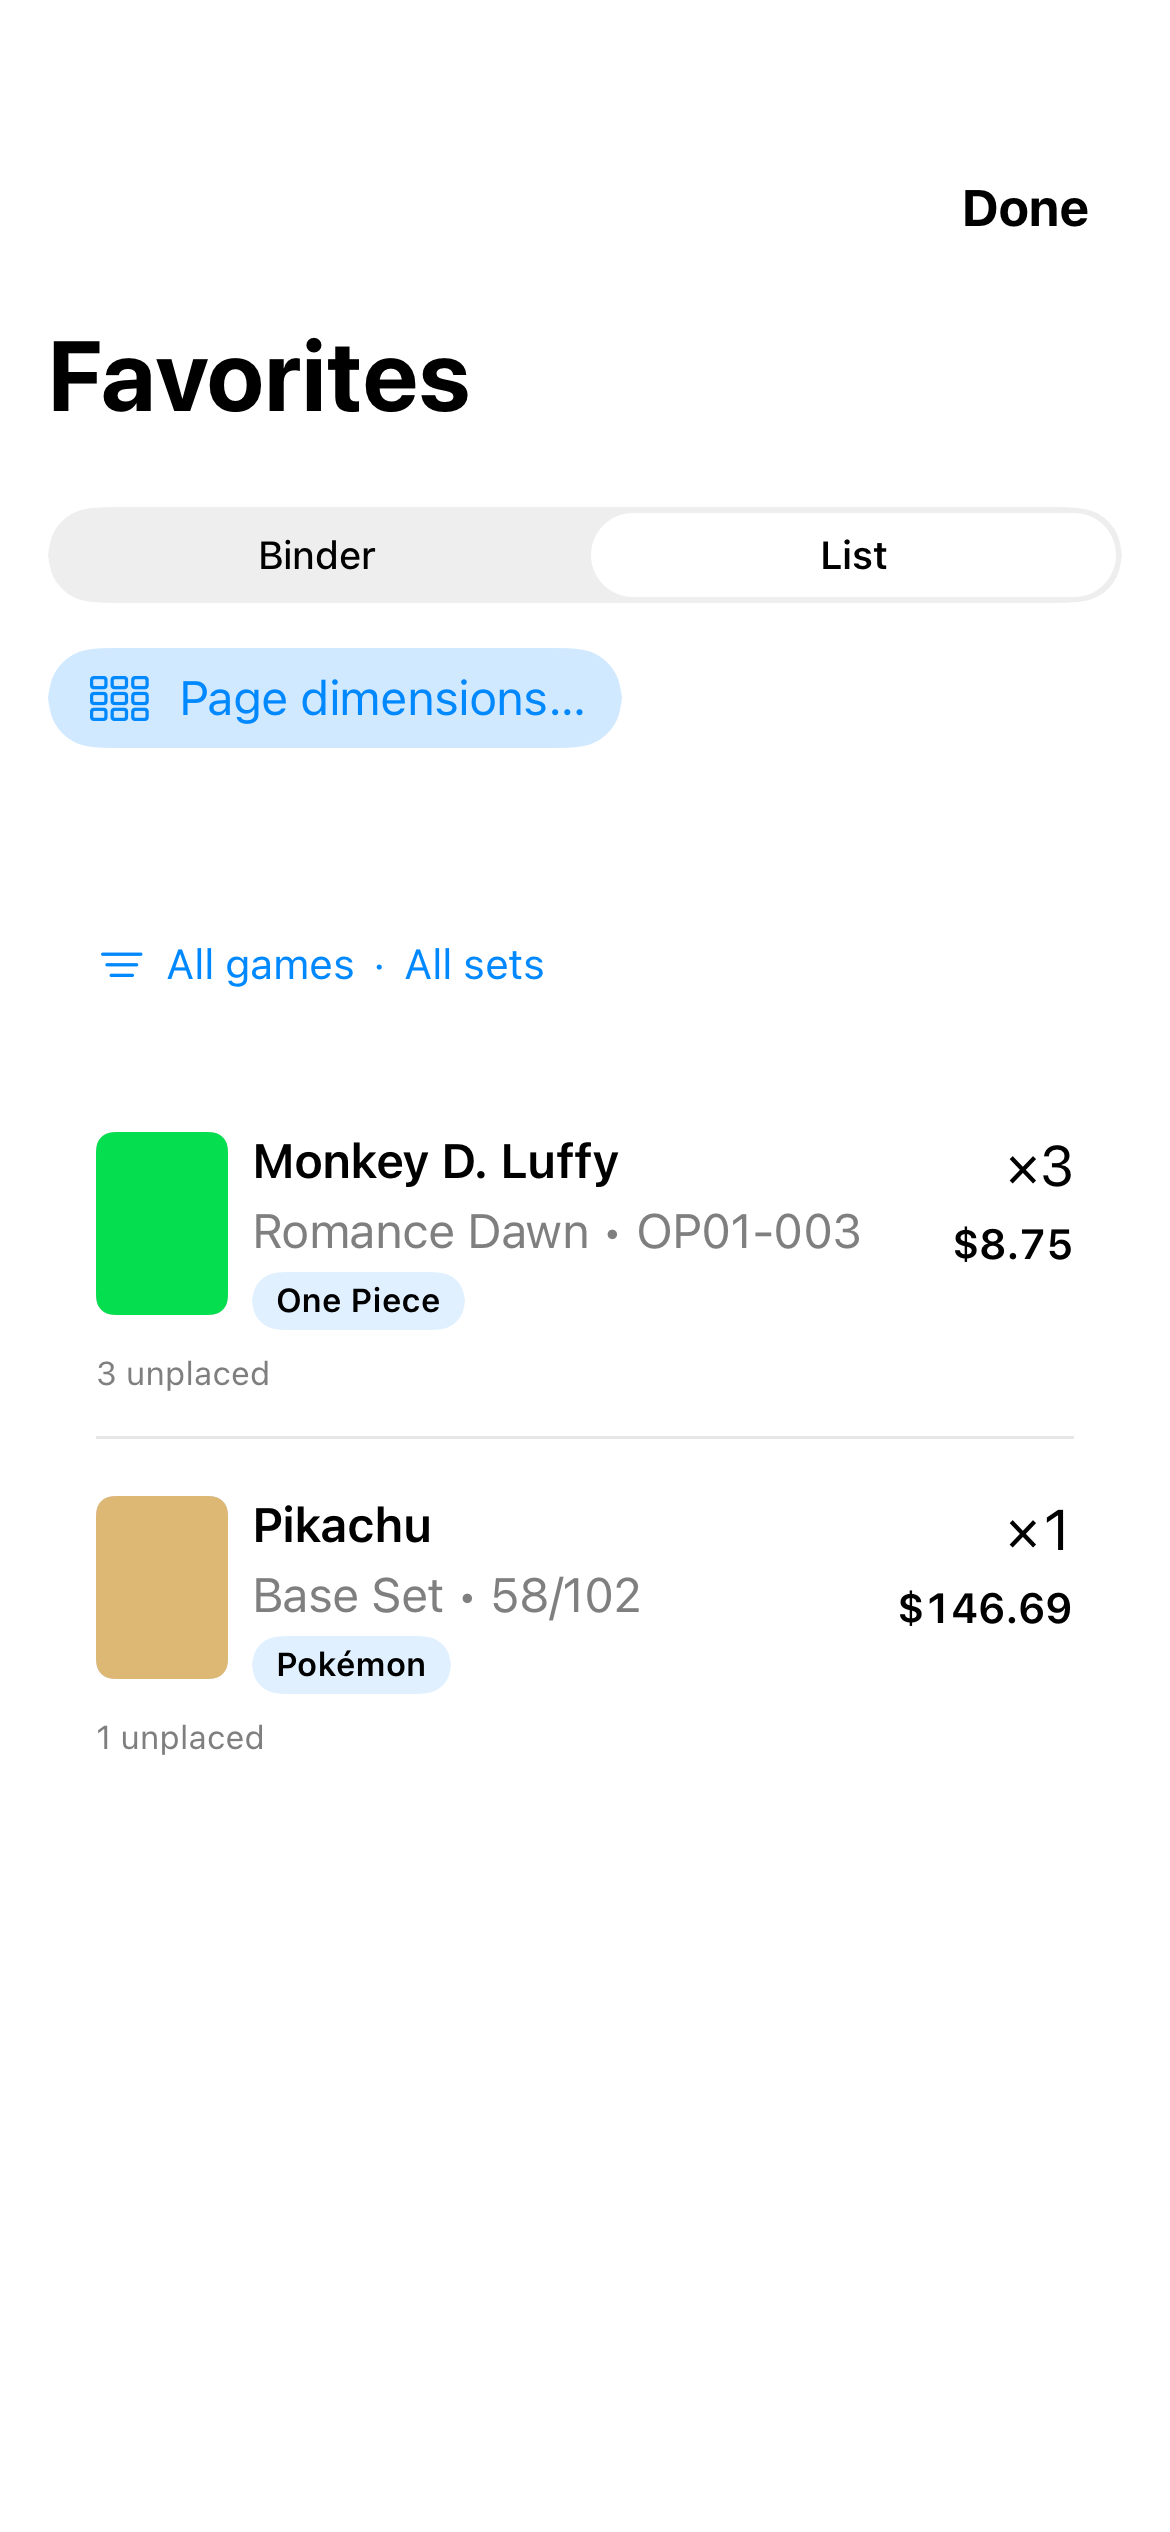 Done
Favorites
Binder
List
Page dimensions...
All games · All sets
Monkey D. Luffy
×3
Romance Dawn • OP01-003
$8.75
One Piece
3 unplaced
Pikachu
×1
Base Set • 58/102
$146.69
Pokémon
1 unplaced